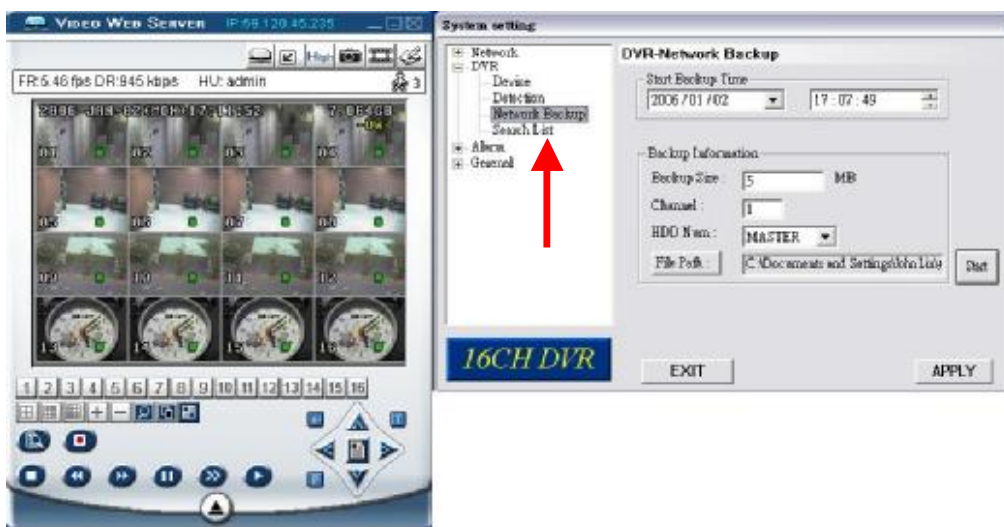 VIDEO WEB SERVER IP:69.120.45.235
High
FR:5.46 fps DR:945 kbps HU: admin 3
1 2 3 4 5 6 7 8 9 10 11 12 13 14 15 16
System setting
Network
DVR
Device
Detection
Network Backup
Search List
Alarm
General
16CH DVR
DVR-Network Backup
Start Backup Time
2006 / 01 / 02 17 : 07 : 49
Backup Information
Backup Size : 5 MB
Channel : 1
HDD Num. : MASTER
File Path : C:\Documents and Settings\John Lin\ Start
EXIT APPLY